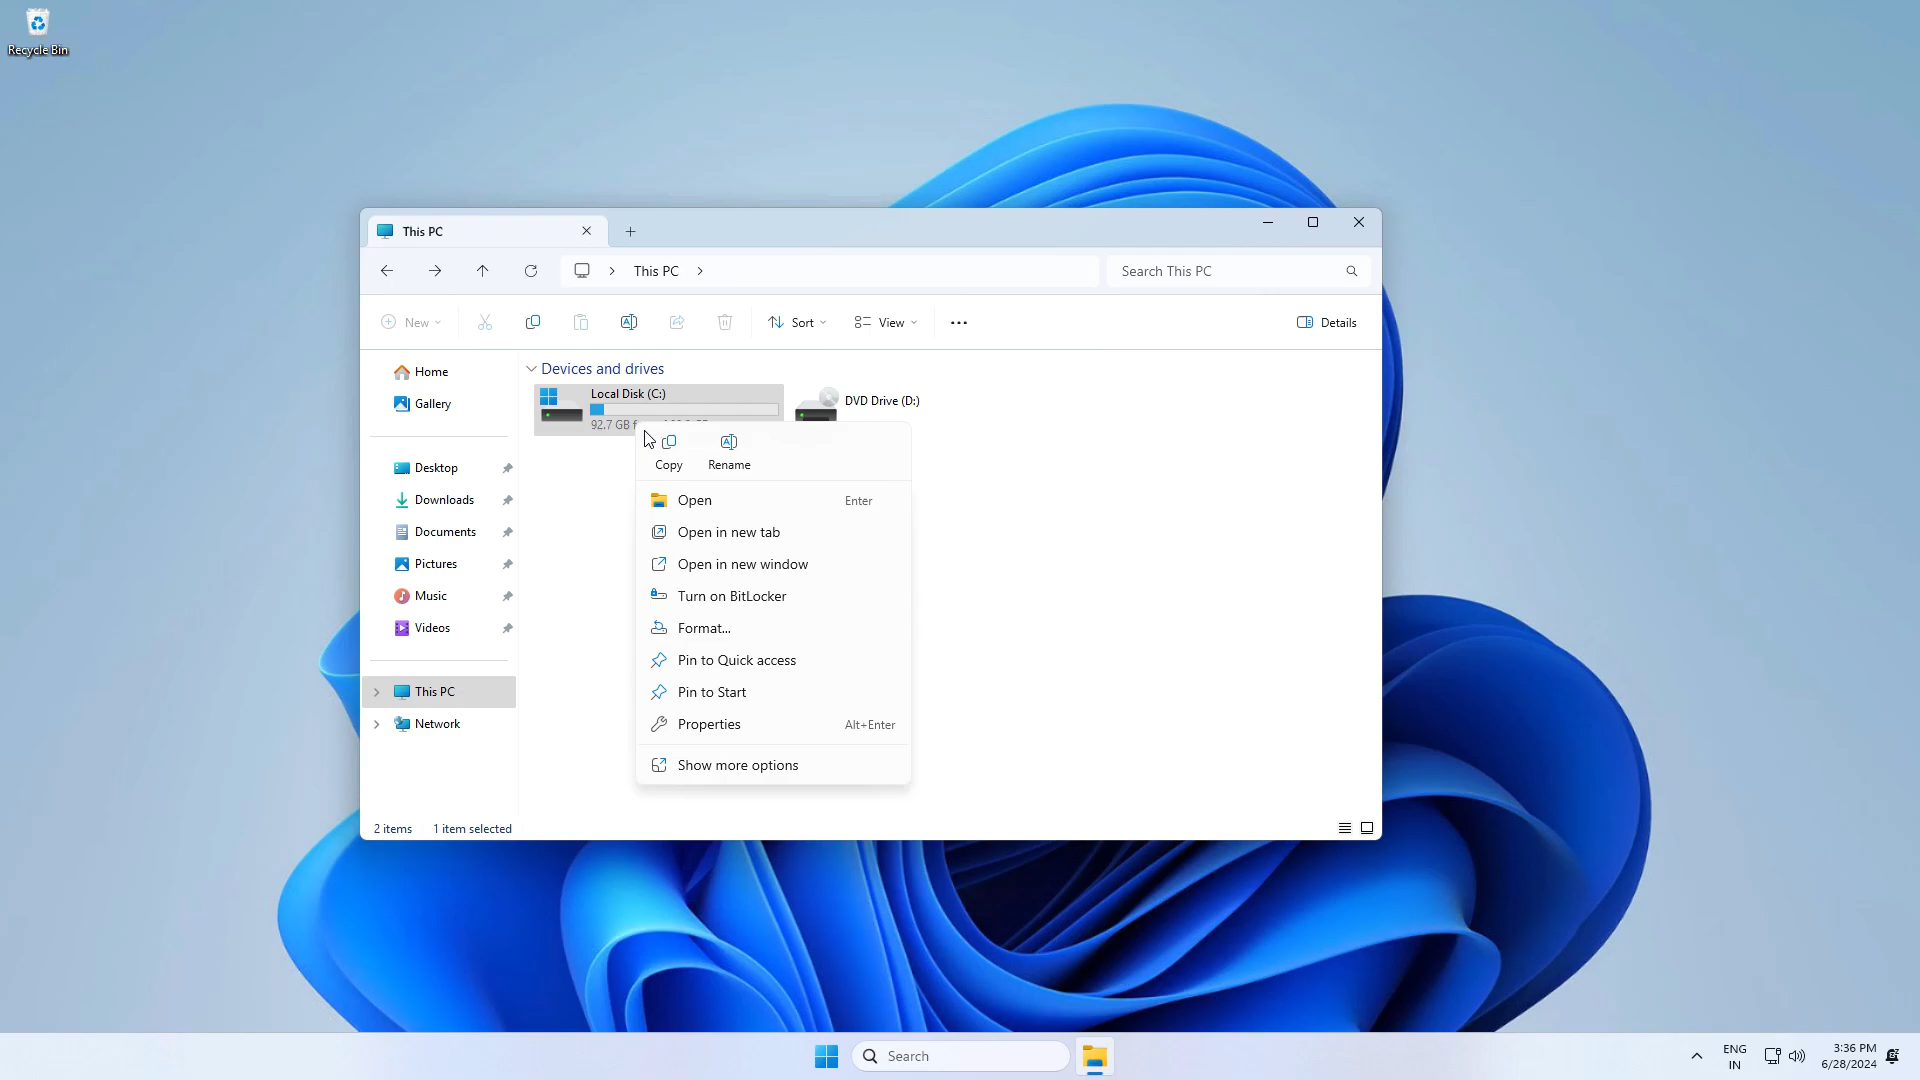 Recycle Bin
This PC
This PC
Search This PC
New
Sort
View
Details
Home
Gallery
Desktop
Downloads
Documents
Pictures
Music
Videos
This PC
Network
Devices and drives
Local Disk (C:)
92.7 GB
DVD Drive (D:)
Copy
Rename
Open Enter
Open in new tab
Open in new window
Turn on BitLocker
Format...
Pin to Quick access
Pin to Start
Properties Alt+Enter
Show more options
2 items 1 item selected
Search
ENG
IN
3:36 PM
6/28/2024